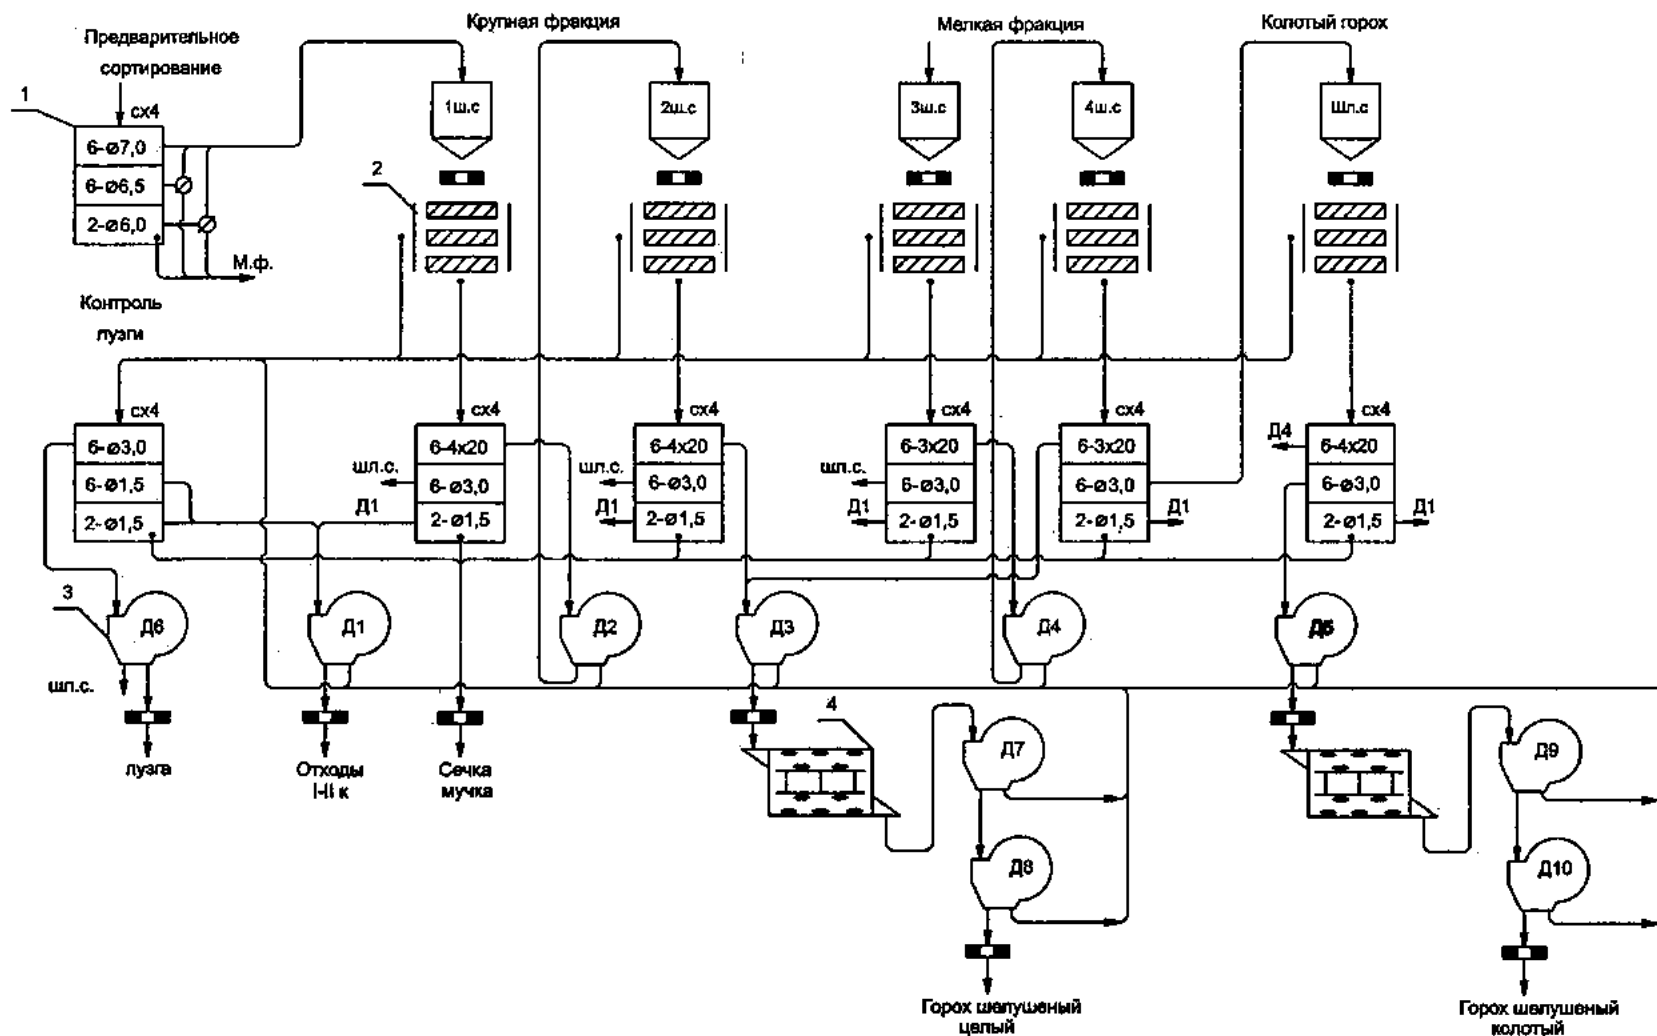 Крупная фракция
Мелкая фракция
Колотый горох
Предварительное
сортирование
1
сх4
6-ø7,0
6-ø6,5
2-ø6,0
М.ф.
1ш.с
2ш.с
3ш.с
4ш.с
Шл.с
2
Контроль
лузги
сх4
6-ø3,0
6-ø1,5
2-ø1,5
сх4
6-4х20
6-ø3,0
2-ø1,5
шл.с.
Д1
сх4
6-4х20
6-ø3,0
2-ø1,5
шл.с.
Д1
сх4
6-3х20
6-ø3,0
2-ø1,5
шл.с.
Д1
сх4
6-3х20
6-ø3,0
2-ø1,5
Д1
сх4
6-4х20
6-ø3,0
2-ø1,5
Д4
Д1
3
Д6
Д1
Д2
Д3
Д4
Д5
шл.с.
лузга
Отходы
I-II к
Сечка
мучка
4
Д7
Д8
Д9
Д10
Горох шелушеный
целый
Горох шелушеный
колотый